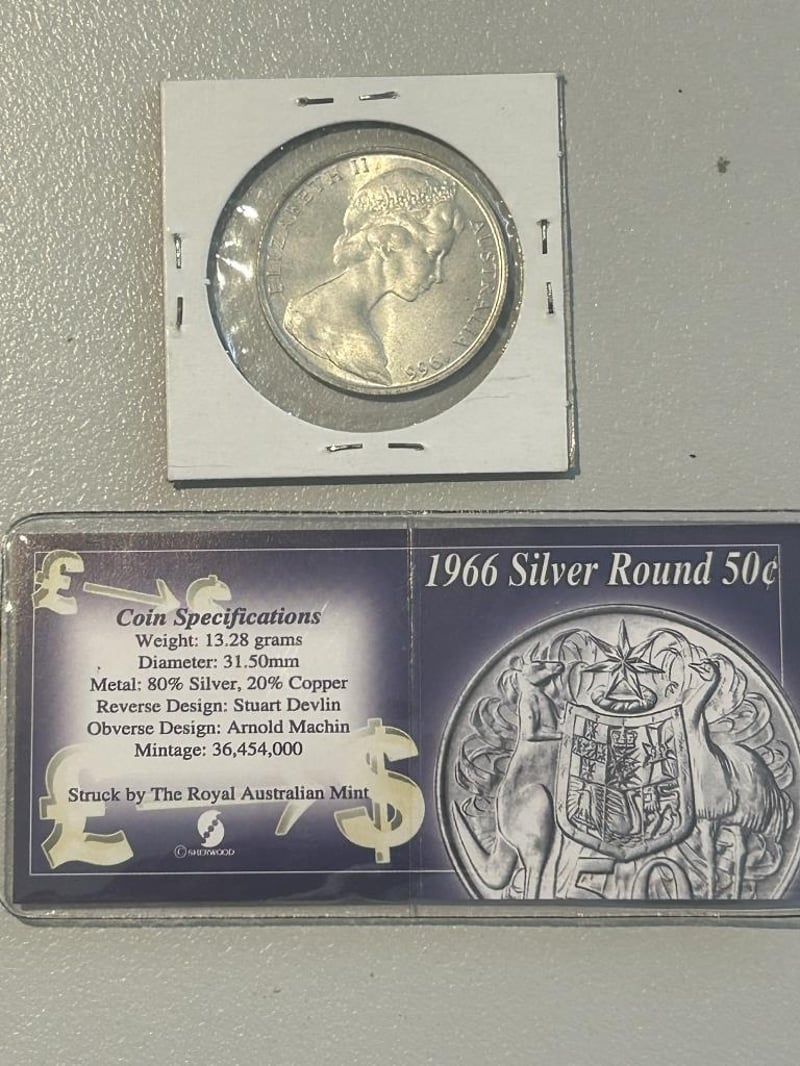 ELIZABETH II
AUSTRALIA
1966
1966 Silver Round 50¢
£
Coin Specifications
Weight: 13.28 grams
Diameter: 31.50mm
Metal: 80% Silver, 20% Copper
Reverse Design: Stuart Devlin
Obverse Design: Arnold Machin
Mintage: 36,454,000
£ $
Struck by The Royal Australian Mint
© SHERWOOD
50